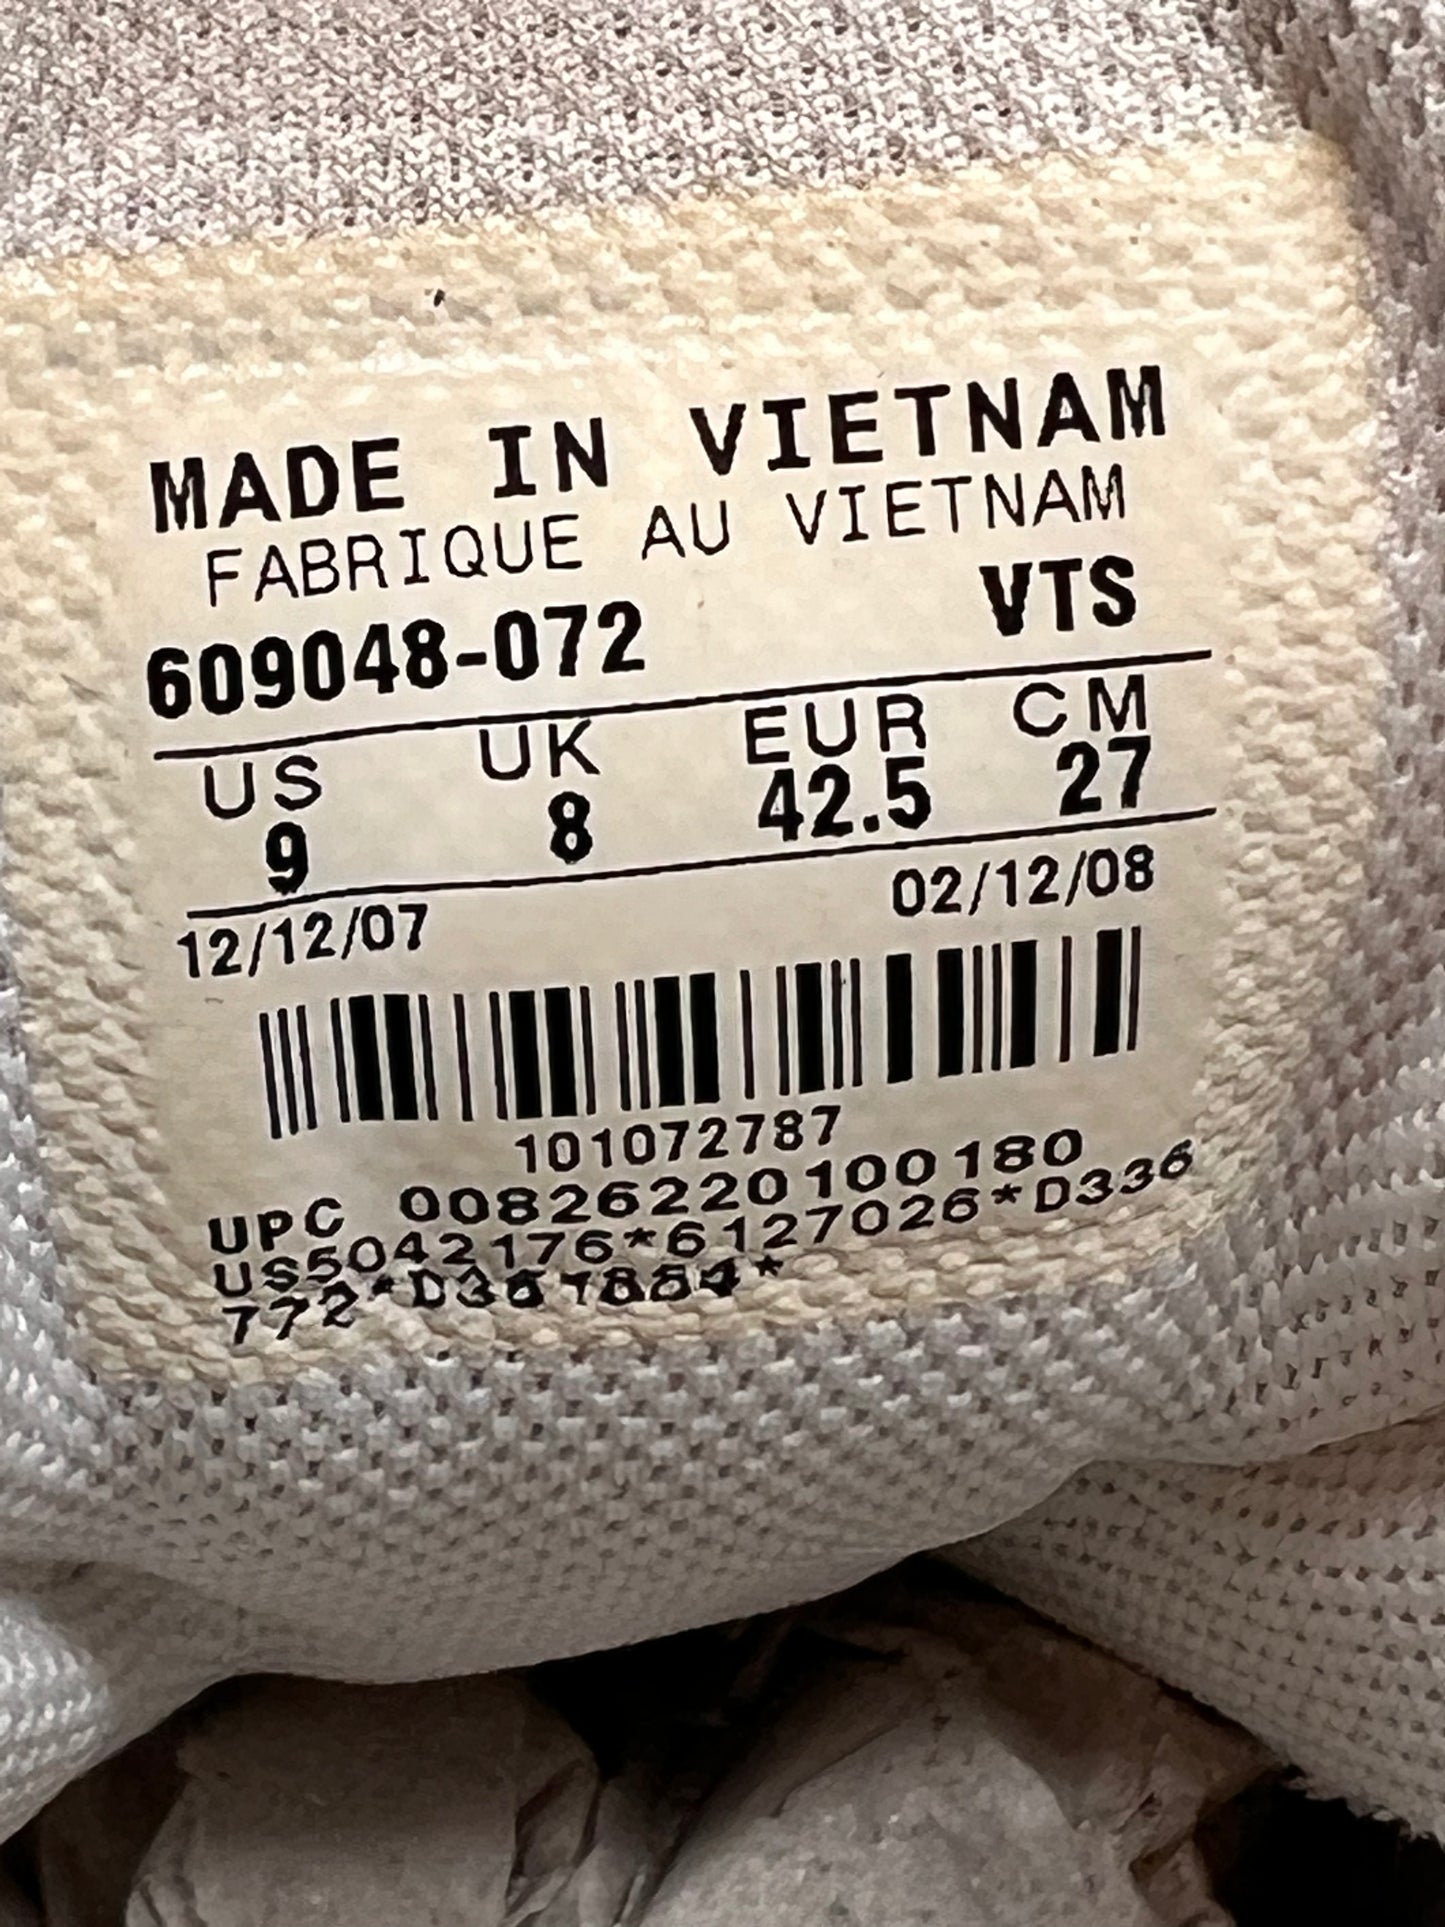 MADE IN VIETNAM
FABRIQUE AU VIETNAM
609048-072 VTS
US UK EUR CM
9 8 42.5 27
12/12/07 02/12/08
101072787
UPC 00826220100180
US5042176*6127026*D336
772*